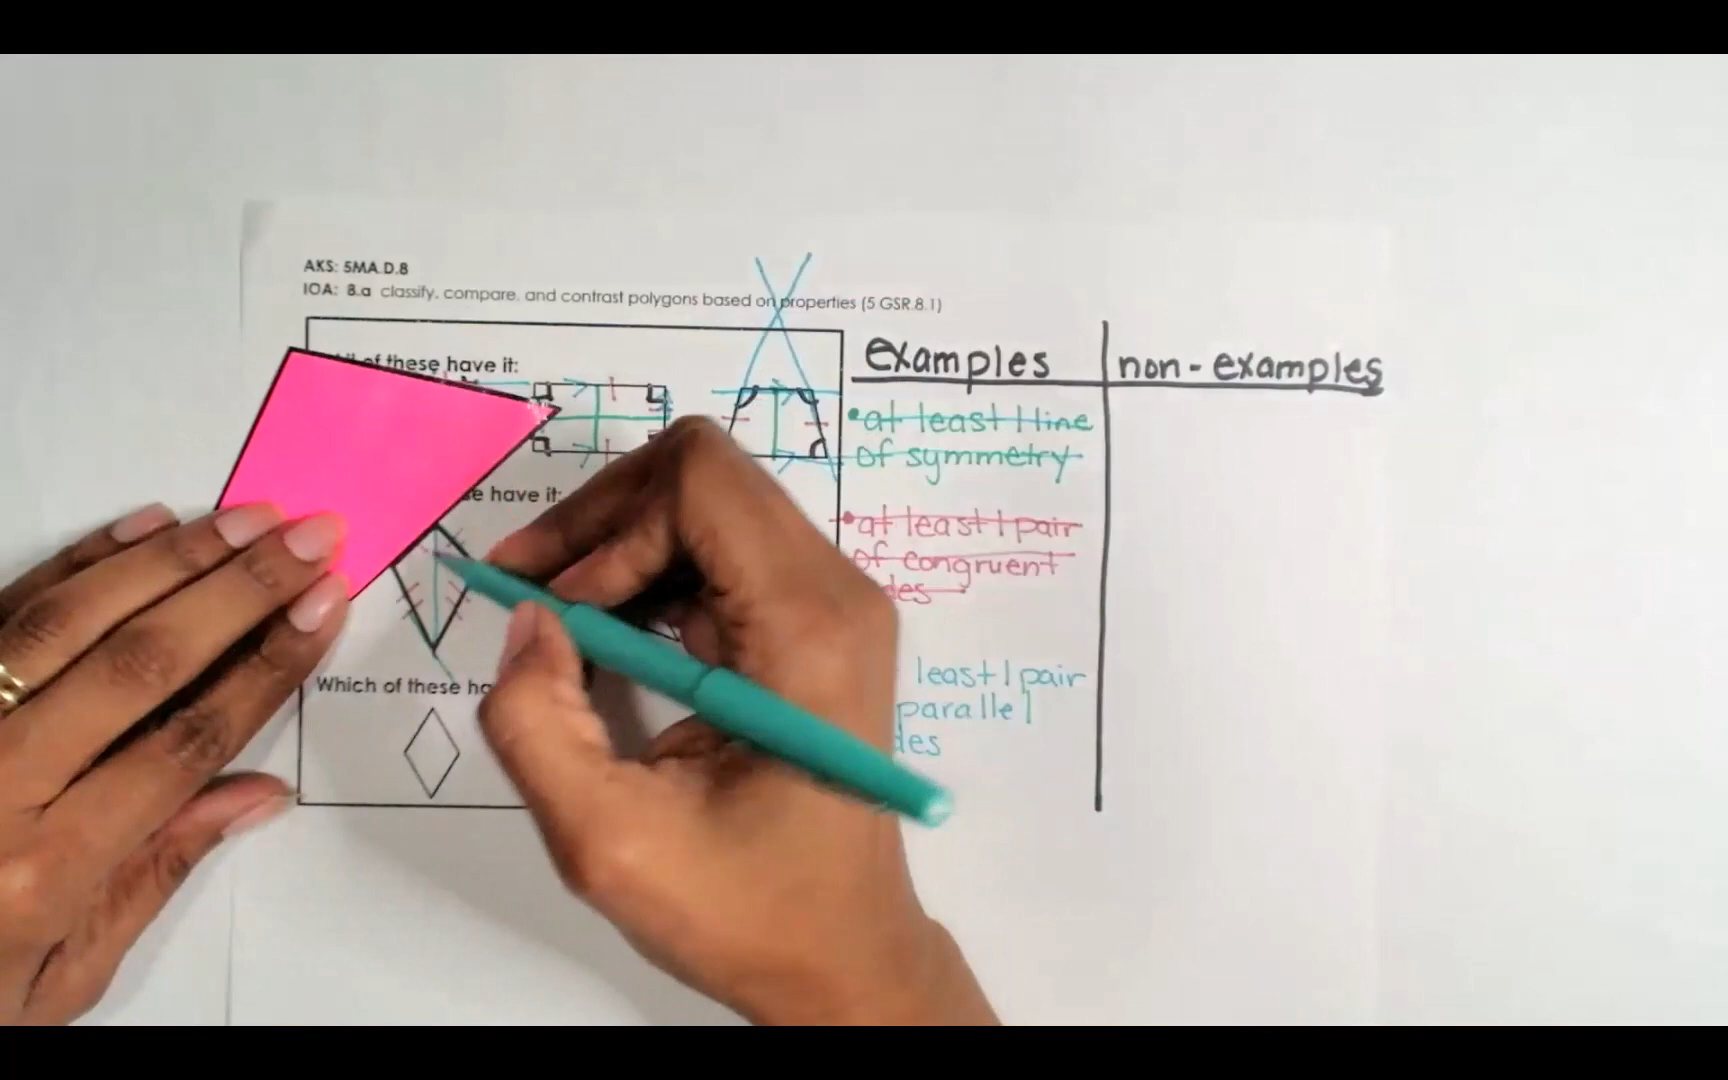 AKS: 5MA.D.8
IOA: 8.a classify, compare, and contrast polygons based on properties (5.GSR.8.1)
of these have it:
examples
non-examples
•at least 1 line
of symmetry
have it:
•at least 1 pair
of congruent
least 1 pair
parallel
Which of these